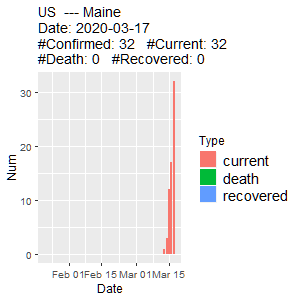 US  --- Maine
Date: 2020-03-17
#Confirmed: 32   #Current: 32
#Death: 0   #Recovered: 0
Num
30
20
10
0
Feb 01 Feb 15 Mar 01 Mar 15
Date
Type
current
death
recovered